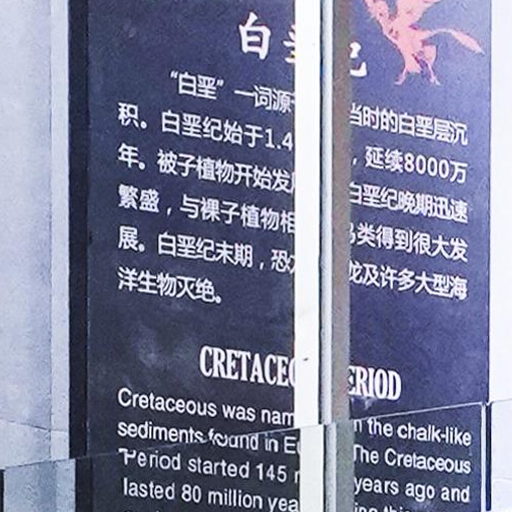 白垩纪
“白垩”一词源 当时的白垩层沉
积。白垩纪始于1.4 ，延续8000万
年。被子植物开始发 白垩纪晚期迅速
繁盛，与裸子植物相 类得到很大发
展。白垩纪末期，恐 龙及许多大型海
洋生物灭绝。
CRETACEO ERIOD
Cretaceous was nam n the chalk-like
sediments found in E The Cretaceous
Period started 145 years ago and
lasted 80 million yea